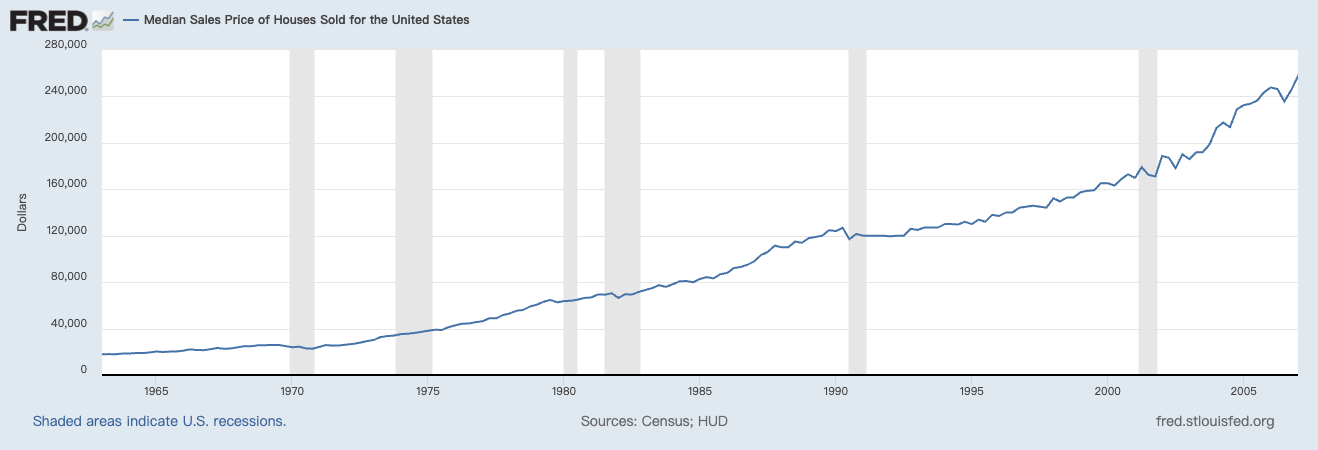 FRED
Median Sales Price of Houses Sold for the United States
280,000
240,000
200,000
160,000
120,000
80,000
40,000
0
Dollars
1965 1970 1975 1980 1985 1990 1995 2000 2005
Shaded areas indicate U.S. recessions. Sources: Census; HUD fred.stlouisfed.org